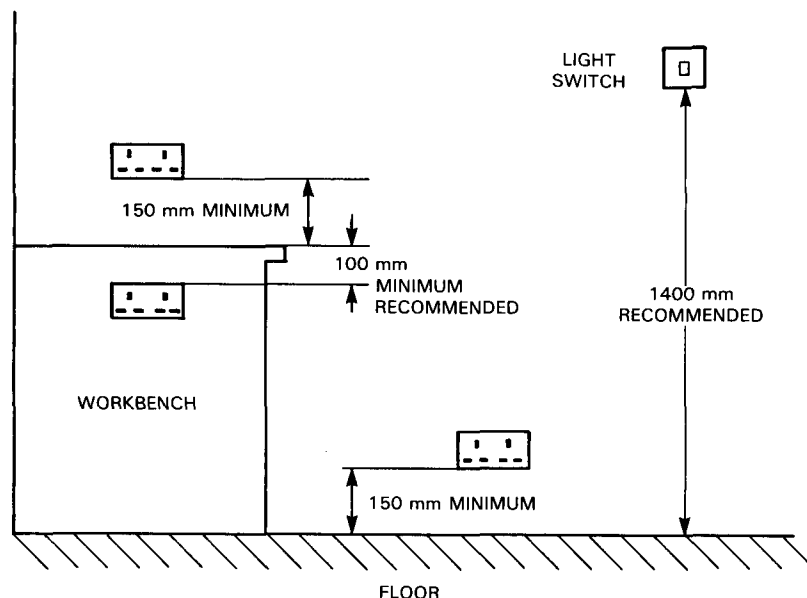 LIGHT
SWITCH
150 mm MINIMUM
100 mm
MINIMUM
RECOMMENDED
1400 mm
RECOMMENDED
WORKBENCH
150 mm MINIMUM
FLOOR